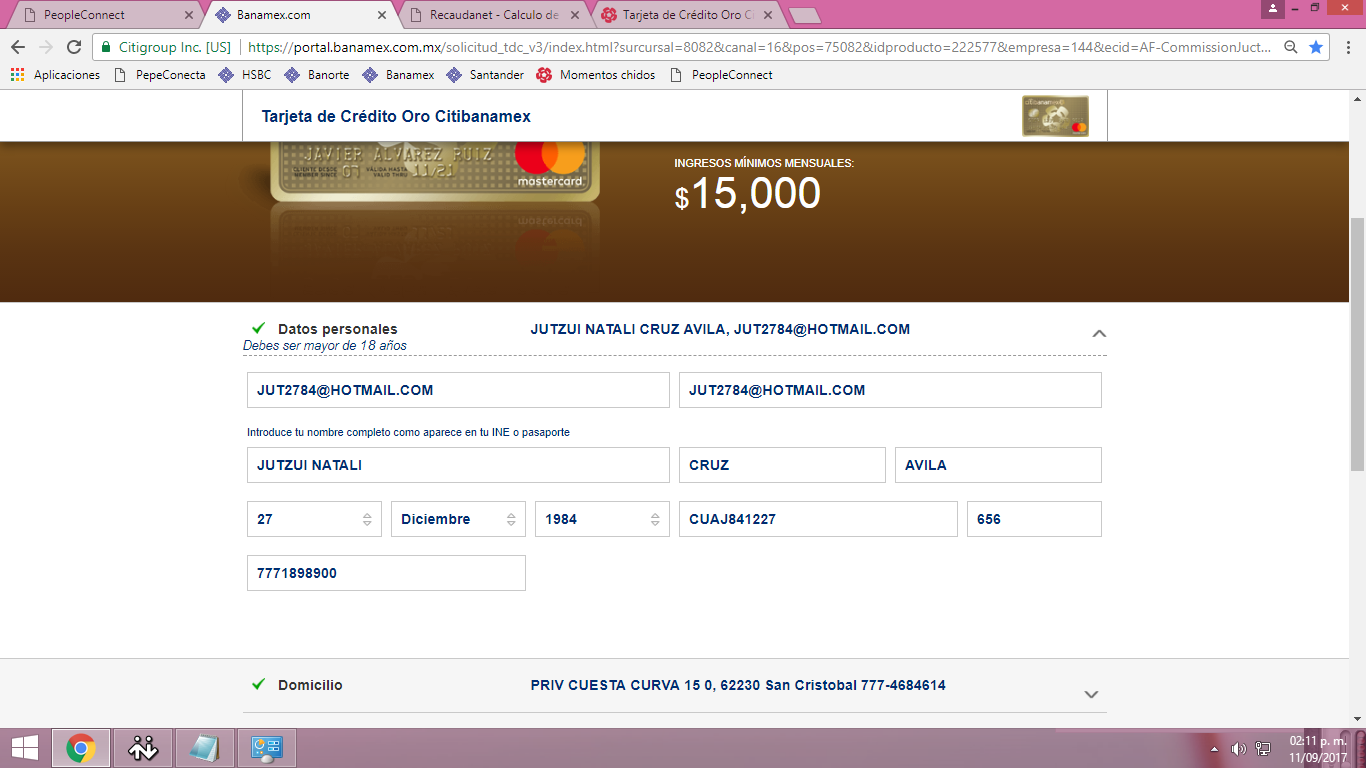 PeopleConnect
Banamex.com
Recaudanet - Calculo de
Tarjeta de Crédito Oro Ci
Citigroup Inc. [US]
https://portal.banamex.com.mx/solicitud_tdc_v3/index.html?surcursal=8082&canal=16&pos=75082&idproducto=222577&empresa=144&ecid=AF-CommissionJuct...
Aplicaciones
PepeConecta
HSBC
Banorte
Banamex
Santander
Momentos chidos
PeopleConnect
Tarjeta de Crédito Oro Citibanamex
JAVIER ALVAREZ RUIZ
CLIENTE DESDE
MEMBER SINCE
07
VÁLIDA HASTA
VALID THRU
11/21
mastercard
INGRESOS MÍNIMOS MENSUALES:
$15,000
Datos personales
JUTZUI NATALI CRUZ AVILA, JUT2784@HOTMAIL.COM
Debes ser mayor de 18 años
JUT2784@HOTMAIL.COM
JUT2784@HOTMAIL.COM
Introduce tu nombre completo como aparece en tu INE o pasaporte
JUTZUI NATALI
CRUZ
AVILA
27
Diciembre
1984
CUAJ841227
656
7771898900
Domicilio
PRIV CUESTA CURVA 15 0, 62230 San Cristobal 777-4684614
02:11 p. m.
11/09/2017